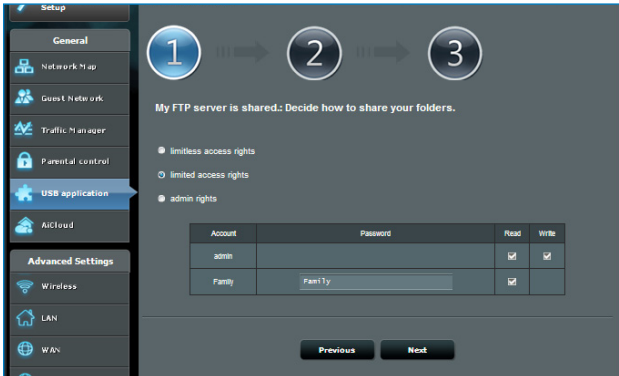 Setup
General
Network Map
Guest Network
Traffic Manager
Parental control
USB application
AiCloud
Advanced Settings
Wireless
LAN
WAN
1
2
3
My FTP server is shared.: Decide how to share your folders.
limitless access rights
limited access rights
admin rights
Account Password Read Write
admin
Family Family
Previous Next